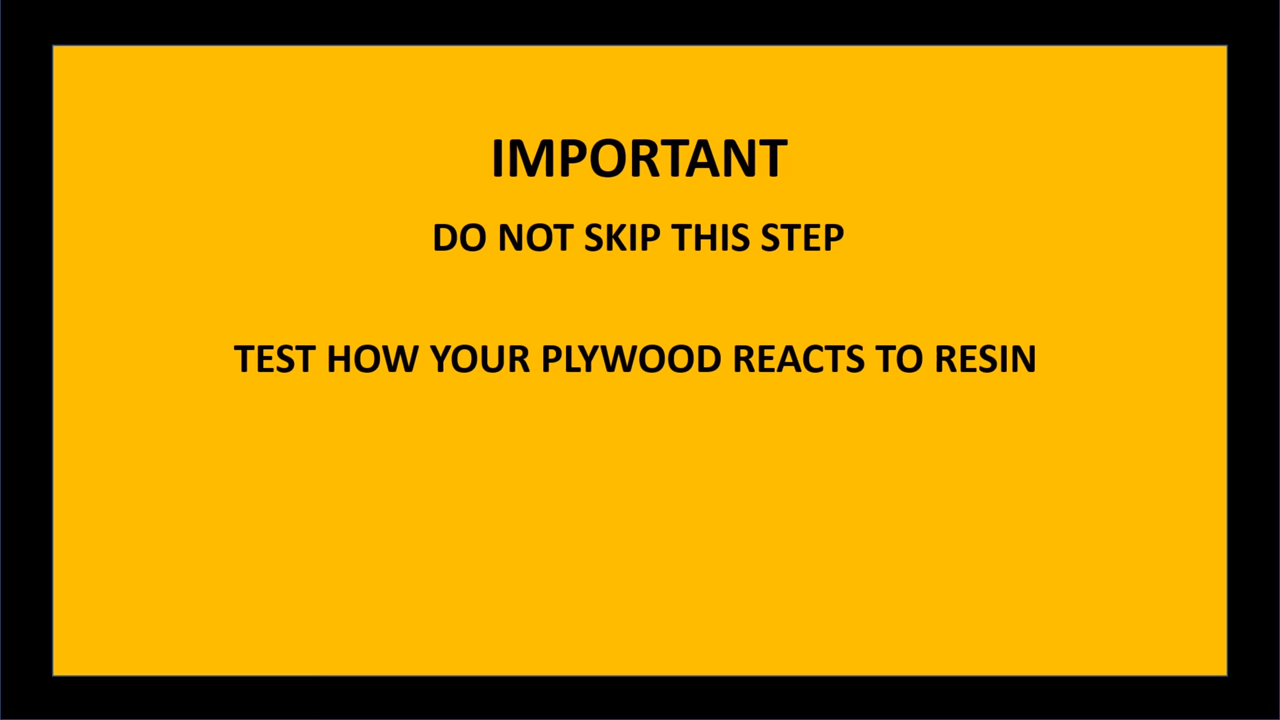 IMPORTANT
DO NOT SKIP THIS STEP
TEST HOW YOUR PLYWOOD REACTS TO RESIN